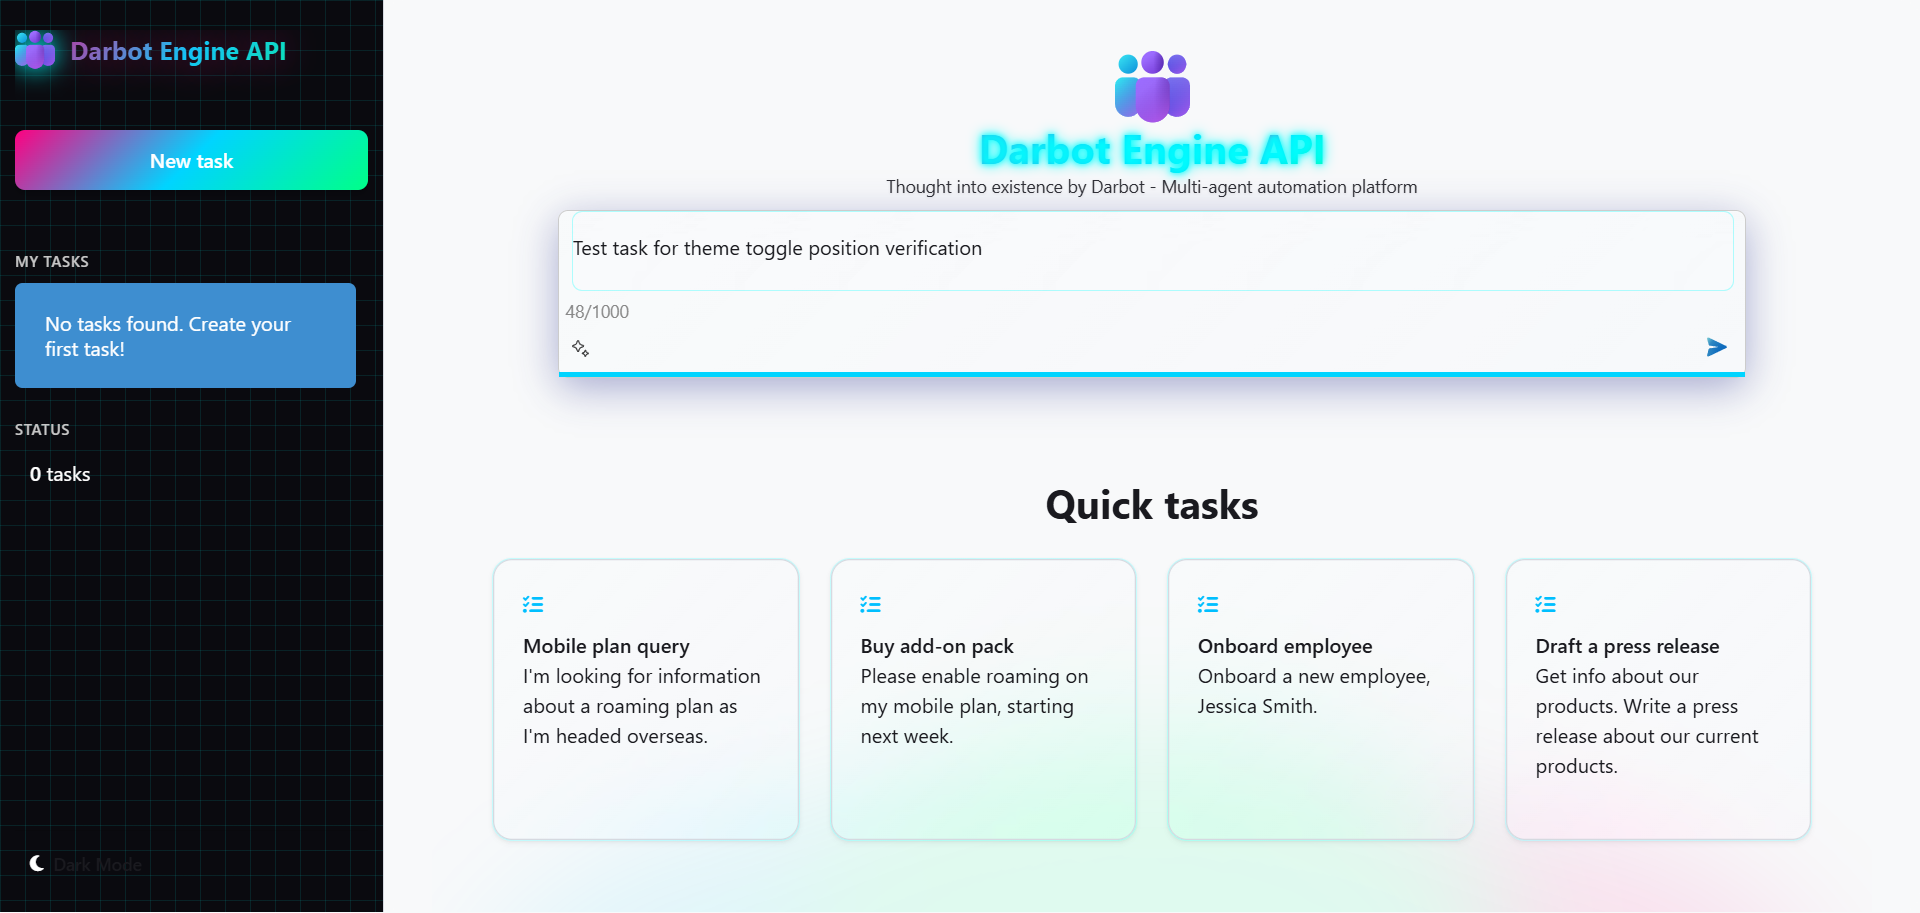 Darbot Engine API
New task
MY TASKS
No tasks found. Create your
first task!
STATUS
0 tasks
Dark Mode
Darbot Engine API
Thought into existence by Darbot - Multi-agent automation platform
Test task for theme toggle position verification
48/1000
Quick tasks
Mobile plan query
I'm looking for information
about a roaming plan as
I'm headed overseas.
Buy add-on pack
Please enable roaming on
my mobile plan, starting
next week.
Onboard employee
Onboard a new employee,
Jessica Smith.
Draft a press release
Get info about our
products. Write a press
release about our current
products.